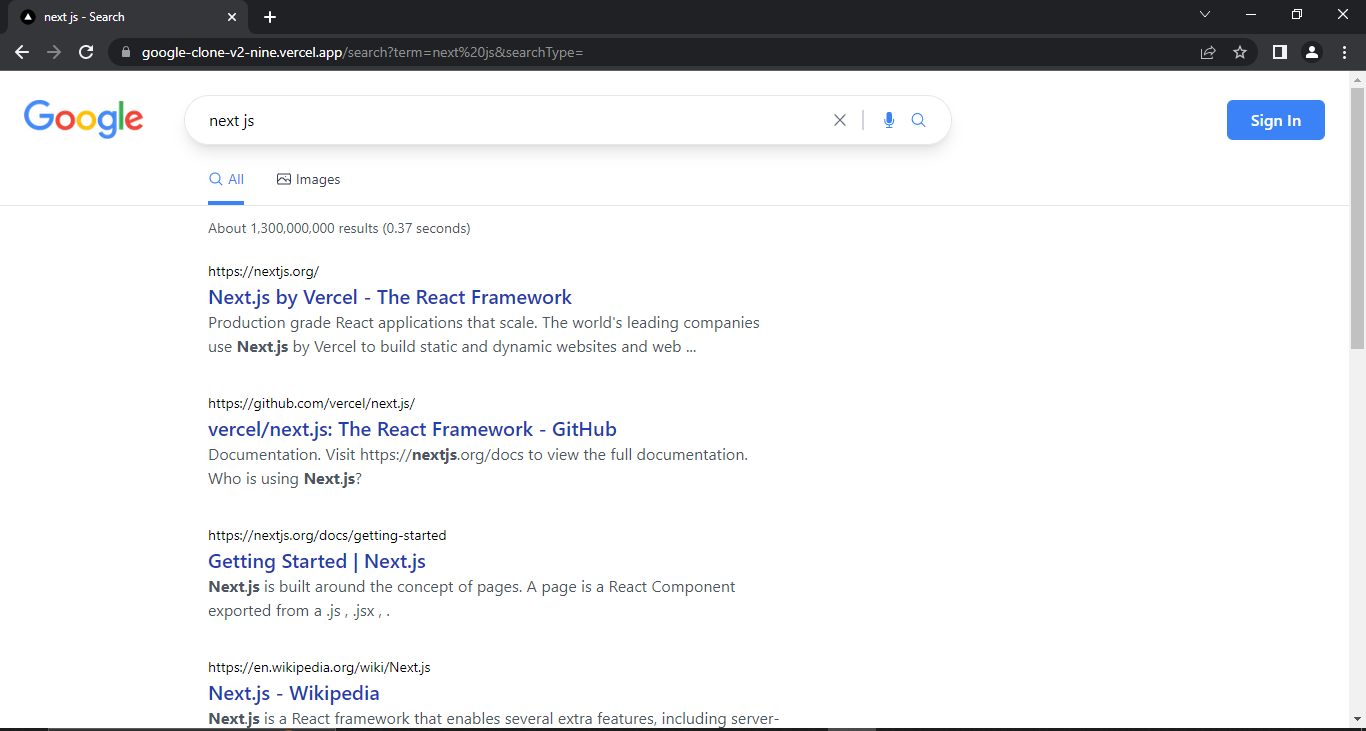 next js - Search
google-clone-v2-nine.vercel.app/search?term=next%20js&searchType=
Google
next js
Sign In
All
Images
About 1,300,000,000 results (0.37 seconds)
https://nextjs.org/
Next.js by Vercel - The React Framework
Production grade React applications that scale. The world's leading companies
use Next.js by Vercel to build static and dynamic websites and web ...
https://github.com/vercel/next.js/
vercel/next.js: The React Framework - GitHub
Documentation. Visit https://nextjs.org/docs to view the full documentation.
Who is using Next.js?
https://nextjs.org/docs/getting-started
Getting Started | Next.js
Next.js is built around the concept of pages. A page is a React Component
exported from a .js , .jsx , .
https://en.wikipedia.org/wiki/Next.js
Next.js - Wikipedia
Next.js is a React framework that enables several extra features, including server-